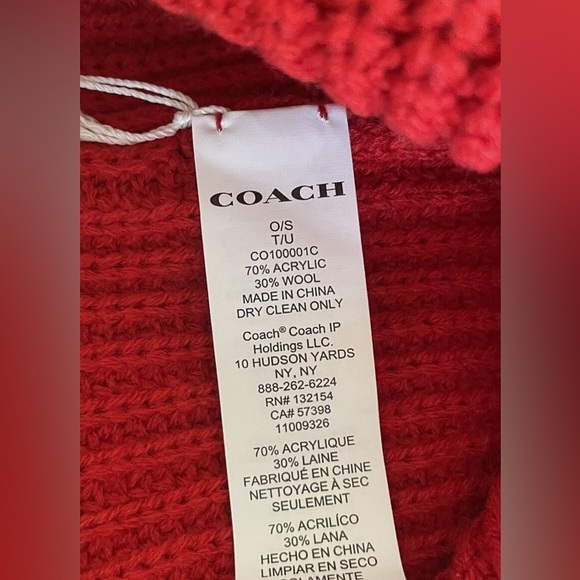 COACH
O/S
T/U
CO100001C
70% ACRYLIC
30% WOOL
MADE IN CHINA
DRY CLEAN ONLY
Coach® Coach IP
Holdings LLC.
10 HUDSON YARDS
NY, NY
888-262-6224
RN# 132154
CA# 57398
11009326
70% ACRYLIQUE
30% LAINE
FABRIQUÉ EN CHINE
NETTOYAGE À SEC
SEULEMENT
70% ACRILÍCO
30% LANA
HECHO EN CHINA
LIMPIAR EN SECO
SOLAMENTE